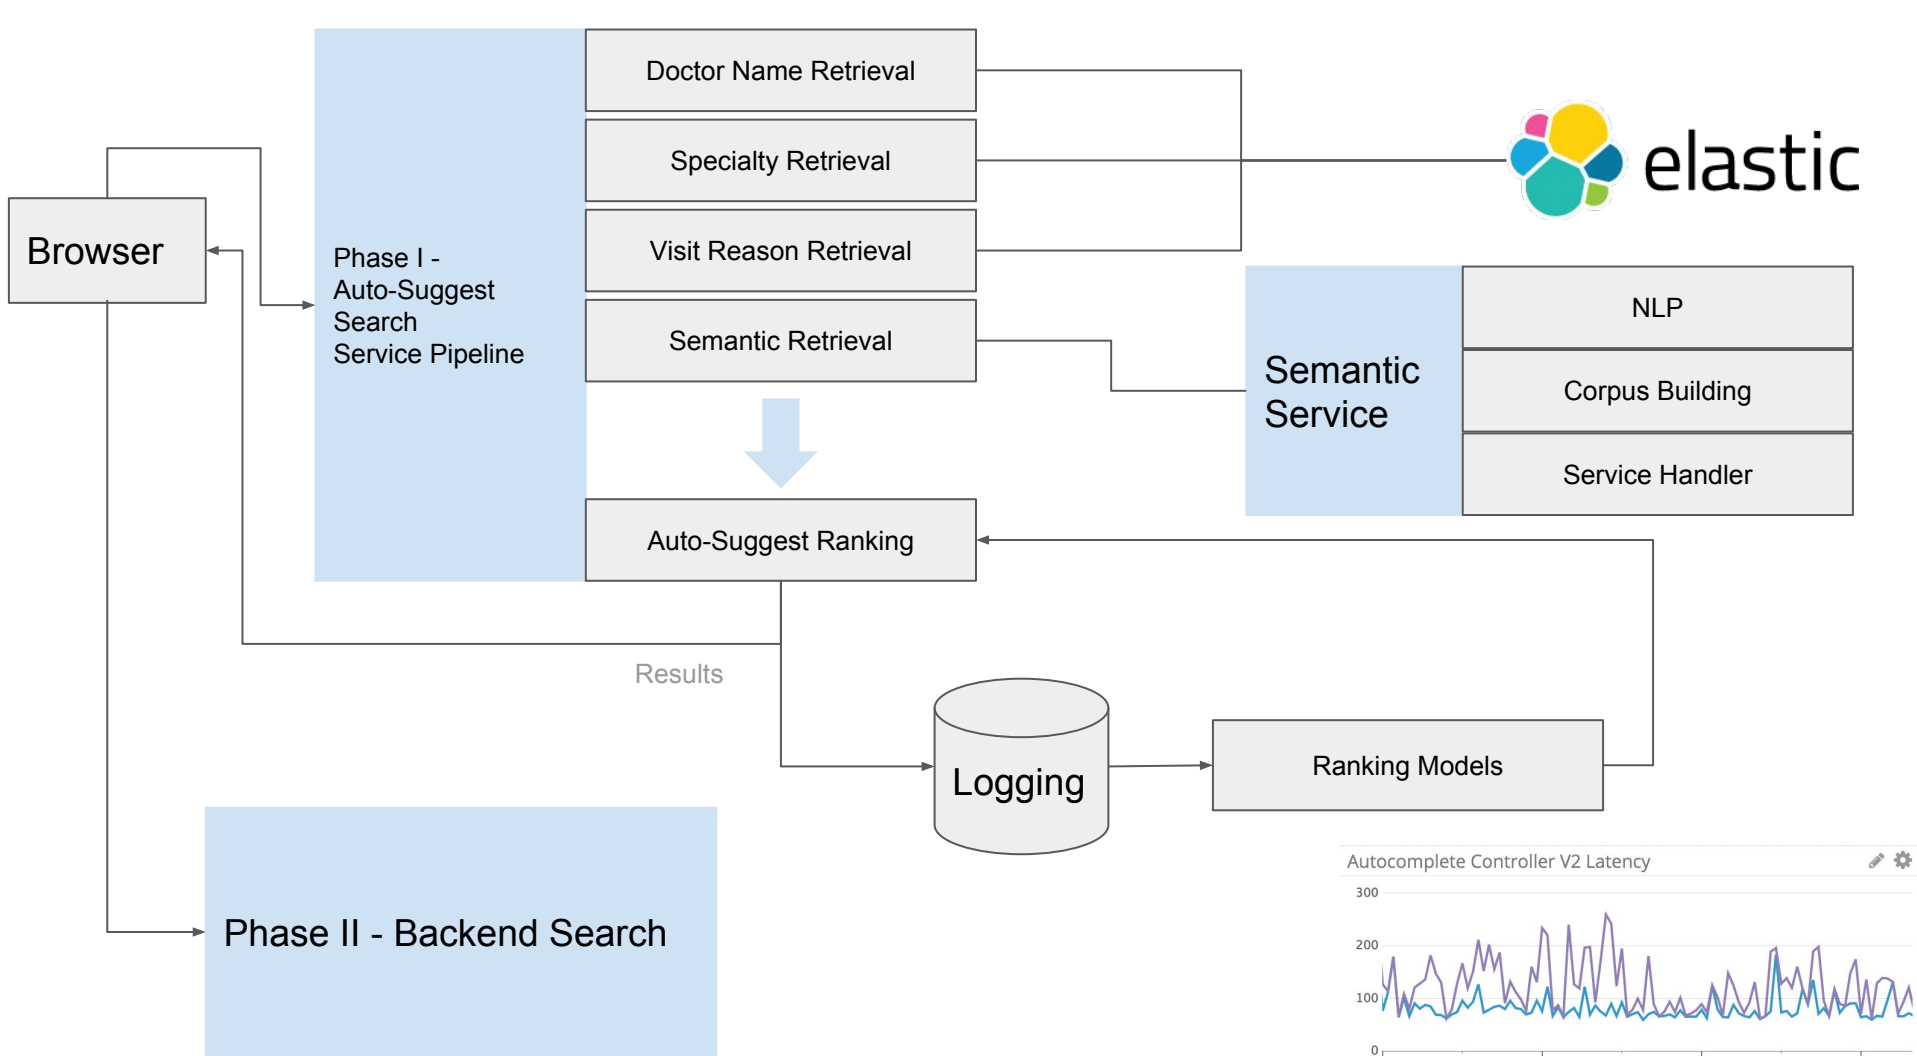 Doctor Name Retrieval
Specialty Retrieval
Visit Reason Retrieval
Semantic Retrieval
elastic
Browser
Phase I -
Auto-Suggest
Search
Service Pipeline
Semantic
Service
NLP
Corpus Building
Service Handler
Auto-Suggest Ranking
Results
Logging
Ranking Models
Phase II - Backend Search
Autocomplete Controller V2 Latency
300
200
100
0